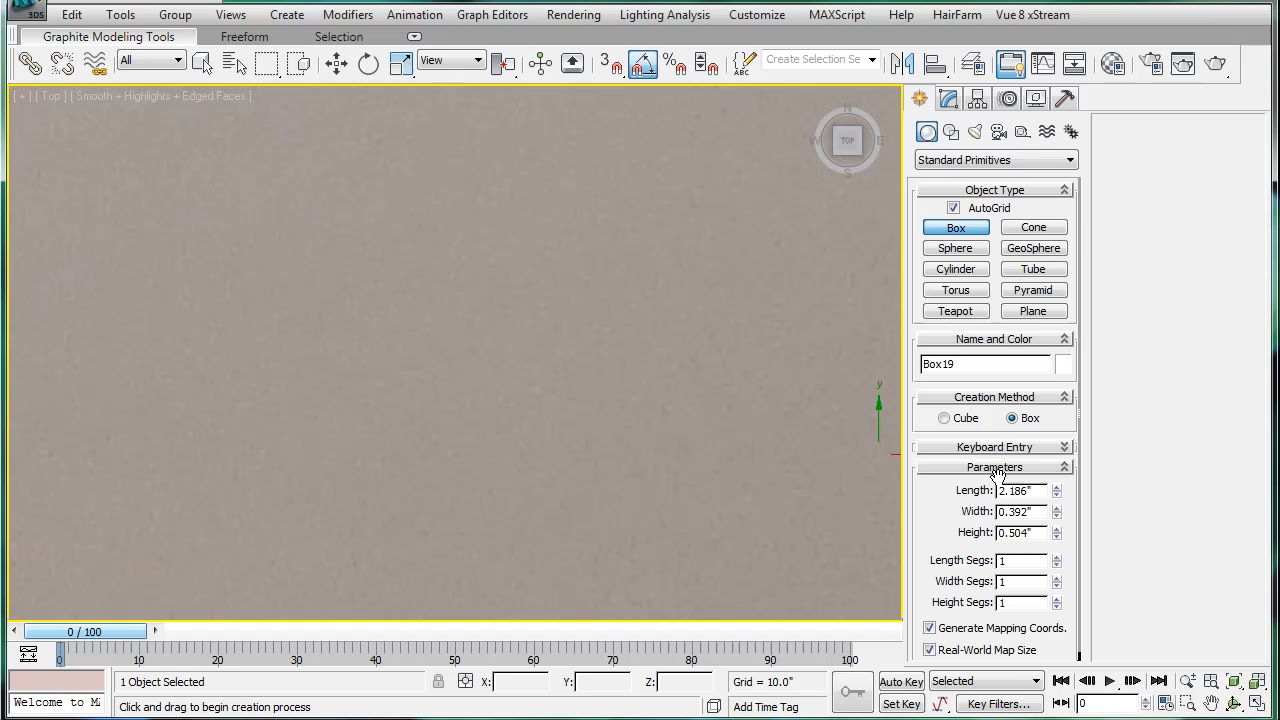 3DS
Edit Tools Group Views Create Modifiers Animation Graph Editors Rendering Lighting Analysis Customize MAXScript Help HairFarm Vue 8 xStream
Graphite Modeling Tools Freeform Selection
All View 3 % ABC Create Selection Se
[ + ] [ Top ] [ Smooth + Highlights + Edged Faces ]
N
W TOP E
S
Standard Primitives
Object Type
AutoGrid
Box Cone
Sphere GeoSphere
Cylinder Tube
Torus Pyramid
Teapot Plane
Name and Color
Box19
Creation Method
Cube Box
y
Keyboard Entry
Parameters
Length: 2.186"
Width: 0.392"
Height: 0.504"
Length Segs: 1
Width Segs: 1
Height Segs: 1
Generate Mapping Coords.
Real-World Map Size
0 / 100
0 10 20 30 40 50 60 70 80 90 100
1 Object Selected X: Y: Z: Grid = 10.0" Auto Key Selected
Welcome to M Click and drag to begin creation process Add Time Tag Set Key Key Filters... 0